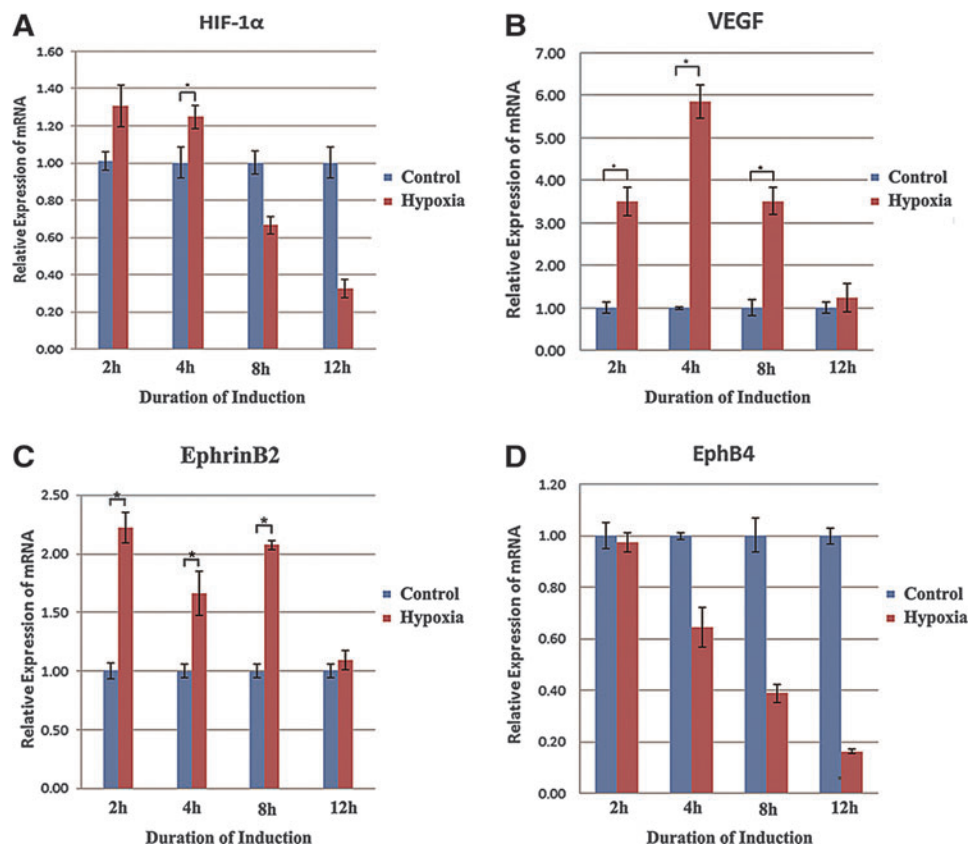 A
HIF-1α
Relative Expression of mRNA
1.60
1.40
1.20
1.00
0.80
0.60
0.40
0.20
0.00
*
2h 4h 8h 12h
Duration of Induction
Control
Hypoxia
B
VEGF
Relative Expression of mRNA
7.00
6.00
5.00
4.00
3.00
2.00
1.00
0.00
*
*
*
2h 4h 8h 12h
Duration of Induction
Control
Hypoxia
C
EphrinB2
Relative Expression of mRNA
2.50
2.00
1.50
1.00
0.50
0.00
*
*
*
2h 4h 8h 12h
Duration of Induction
Control
Hypoxia
D
EphB4
Relative Expression of mRNA
1.20
1.00
0.80
0.60
0.40
0.20
0.00
2h 4h 8h 12h
Duration of Induction
Control
Hypoxia